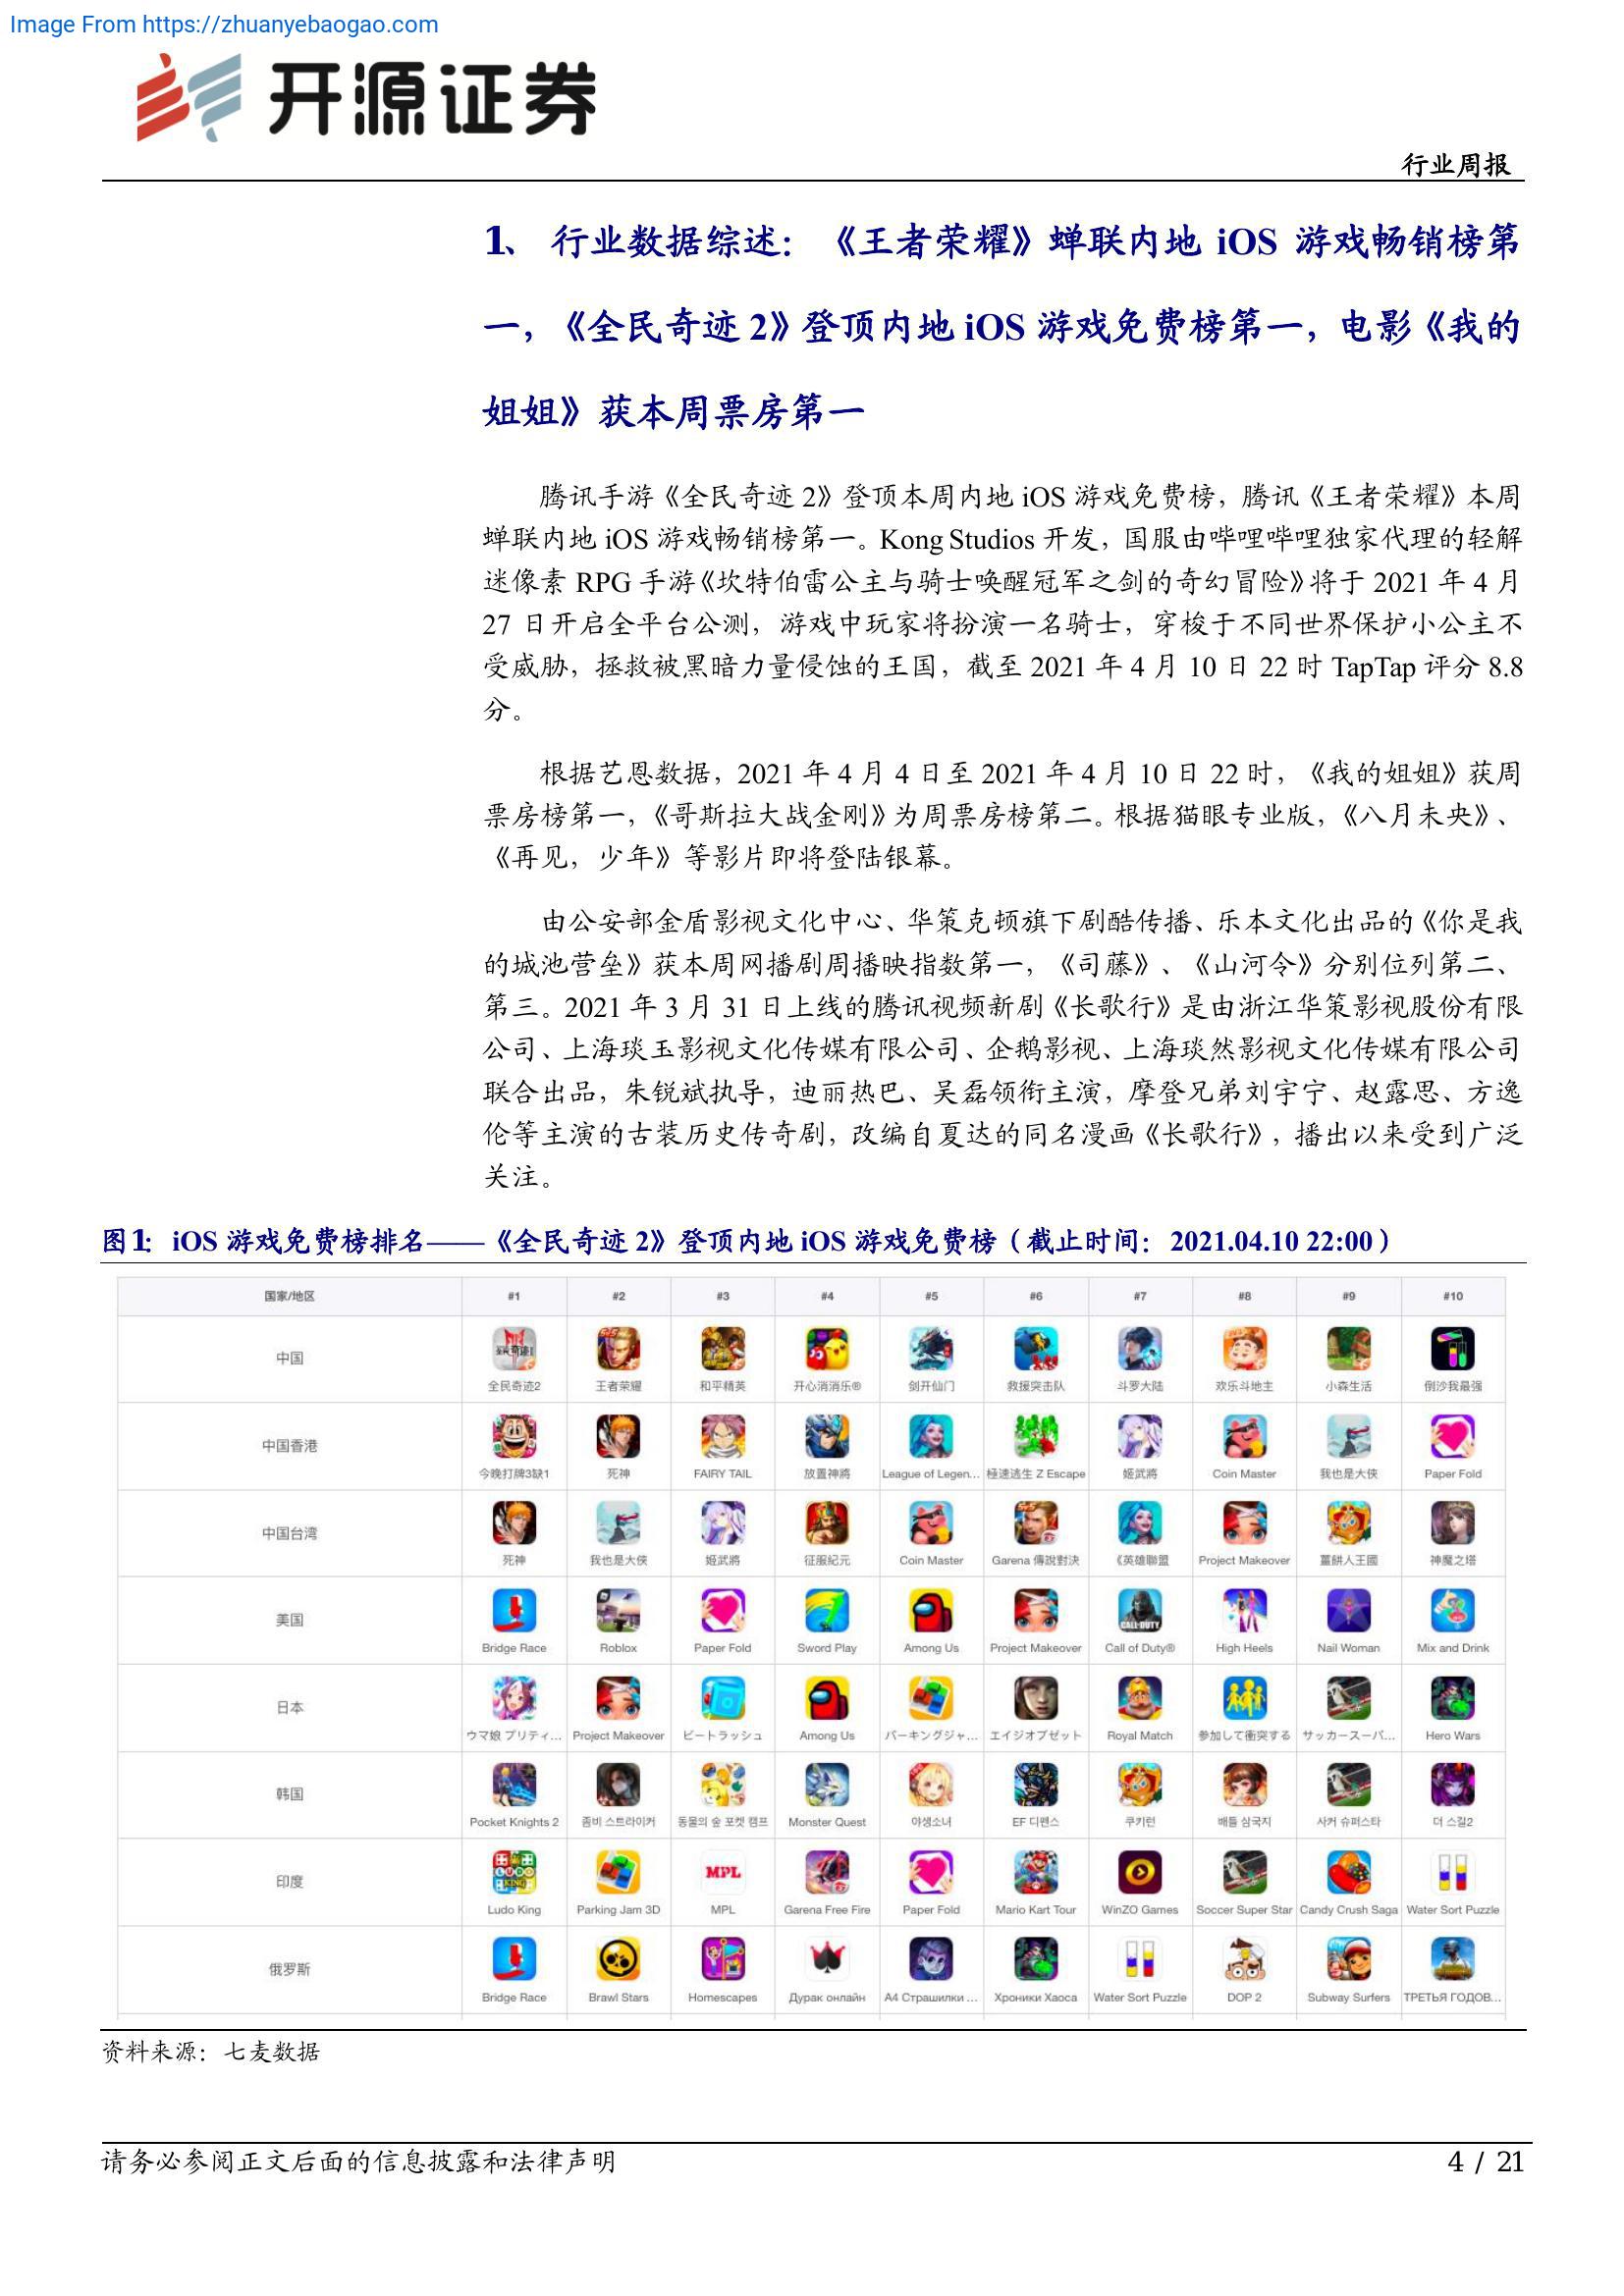 Image From https://zhuanyebaogao.com
开源证券
行业周报
1、 行业数据综述：《王者荣耀》蝉联内地 iOS 游戏畅销榜第
一，《全民奇迹 2》登顶内地 iOS 游戏免费榜第一，电影《我的
姐姐》获本周票房第一
腾讯手游《全民奇迹 2》登顶本周内地 iOS 游戏免费榜，腾讯《王者荣耀》本周
蝉联内地 iOS 游戏畅销榜第一。Kong Studios 开发，国服由哔哩哔哩独家代理的轻解
迷像素 RPG 手游《坎特伯雷公主与骑士唤醒冠军之剑的奇幻冒险》将于 2021 年 4 月
27 日开启全平台公测，游戏中玩家将扮演一名骑士，穿梭于不同世界保护小公主不
受威胁，拯救被黑暗力量侵蚀的王国，截至 2021 年 4 月 10 日 22 时 TapTap 评分 8.8
分。
根据艺恩数据，2021 年 4 月 4 日至 2021 年 4 月 10 日 22 时，《我的姐姐》获周
票房榜第一，《哥斯拉大战金刚》为周票房榜第二。根据猫眼专业版，《八月未央》、
《再见，少年》等影片即将登陆银幕。
由公安部金盾影视文化中心、华策克顿旗下剧酷传播、乐本文化出品的《你是我
的城池营垒》获本周网播剧周播映指数第一，《司藤》、《山河令》分别位列第二、
第三。2021 年 3 月 31 日上线的腾讯视频新剧《长歌行》是由浙江华策影视股份有限
公司、上海琰玉影视文化传媒有限公司、企鹅影视、上海琰然影视文化传媒有限公司
联合出品，朱锐斌执导，迪丽热巴、吴磊领衔主演，摩登兄弟刘宇宁、赵露思、方逸
伦等主演的古装历史传奇剧，改编自夏达的同名漫画《长歌行》，播出以来受到广泛
关注。
图1：iOS 游戏免费榜排名——《全民奇迹 2》登顶内地 iOS 游戏免费榜（截止时间：2021.04.10 22:00）
国家/地区 #1 #2 #3 #4 #5 #6 #7 #8 #9 #10
中国 全民奇迹2 王者荣耀 和平精英 开心消消乐® 剑开仙门 救援突击队 斗罗大陆 欢乐斗地主 小森生活 倒沙我最强
中国香港 今晚打牌3缺1 死神 FAIRY TAIL 放置神將 League of Legen... 極速逃生 Z Escape 姬武將 Coin Master 我也是大侠 Paper Fold
中国台湾 死神 我也是大侠 姬武將 征服紀元 Coin Master Garena 傳說對決 《英雄聯盟 Project Makeover 薑餅人王國 神魔之塔
美国 Bridge Race Roblox Paper Fold Sword Play Among Us Project Makeover Call of Duty® High Heels Nail Woman Mix and Drink
日本 ウマ娘 プリティ... Project Makeover ビートラッシュ Among Us パーキングジャ... エイジオブゼット Royal Match 参加して衝突する サッカースーパ... Hero Wars
韩国 Pocket Knights 2 좀비 스트라이커 동물의 숲 포켓 캠프 Monster Quest 야생소녀 EF 디펜스 쿠키런 배틀 삼국지 사커 슈퍼스타 더 스길2
印度 Ludo King Parking Jam 3D MPL Garena Free Fire Paper Fold Mario Kart Tour WinZO Games Soccer Super Star Candy Crush Saga Water Sort Puzzle
俄罗斯 Bridge Race Brawl Stars Homescapes Дурак онлайн А4 Страшилки ... Хроники Хаоса Water Sort Puzzle DOP 2 Subway Surfers ТРЕТЬЯ ГОДОВ...
资料来源：七麦数据
请务必参阅正文后面的信息披露和法律声明
4 / 21